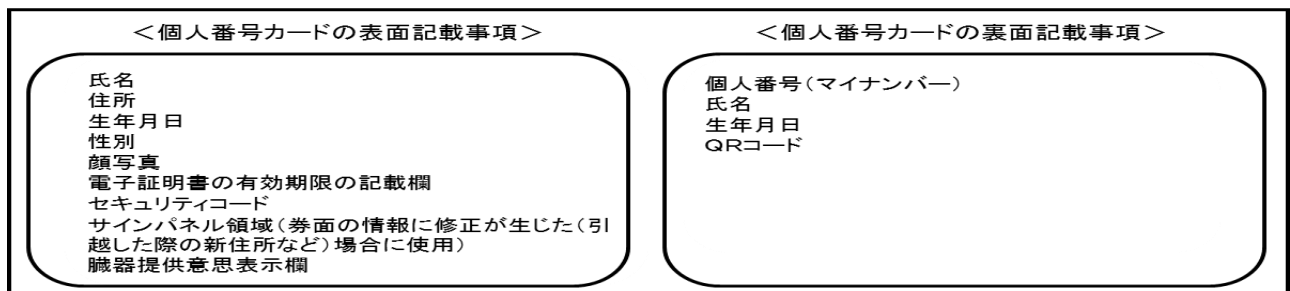 ＜個人番号カードの表面記載事項＞
氏名
住所
生年月日
性別
顔写真
電子証明書の有効期限の記載欄
セキュリティコード
サインパネル領域（券面の情報に修正が生じた（引
越した際の新住所など）場合に使用）
臓器提供意思表示欄
＜個人番号カードの裏面記載事項＞
個人番号（マイナンバー）
氏名
生年月日
ＱＲコード